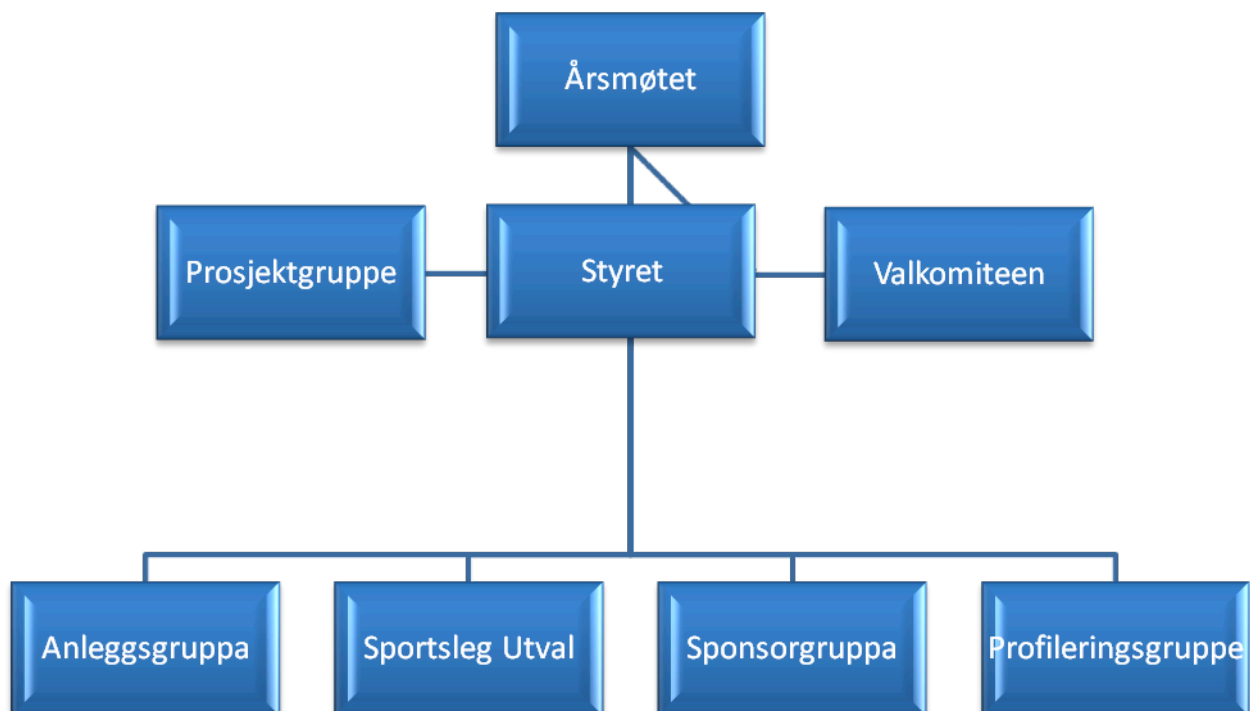 Årsmøtet
Prosjektgruppe
Styret
Valkomiteen
Anleggsgruppa
Sportsleg Utval
Sponsorgruppa
Profileringsgruppe